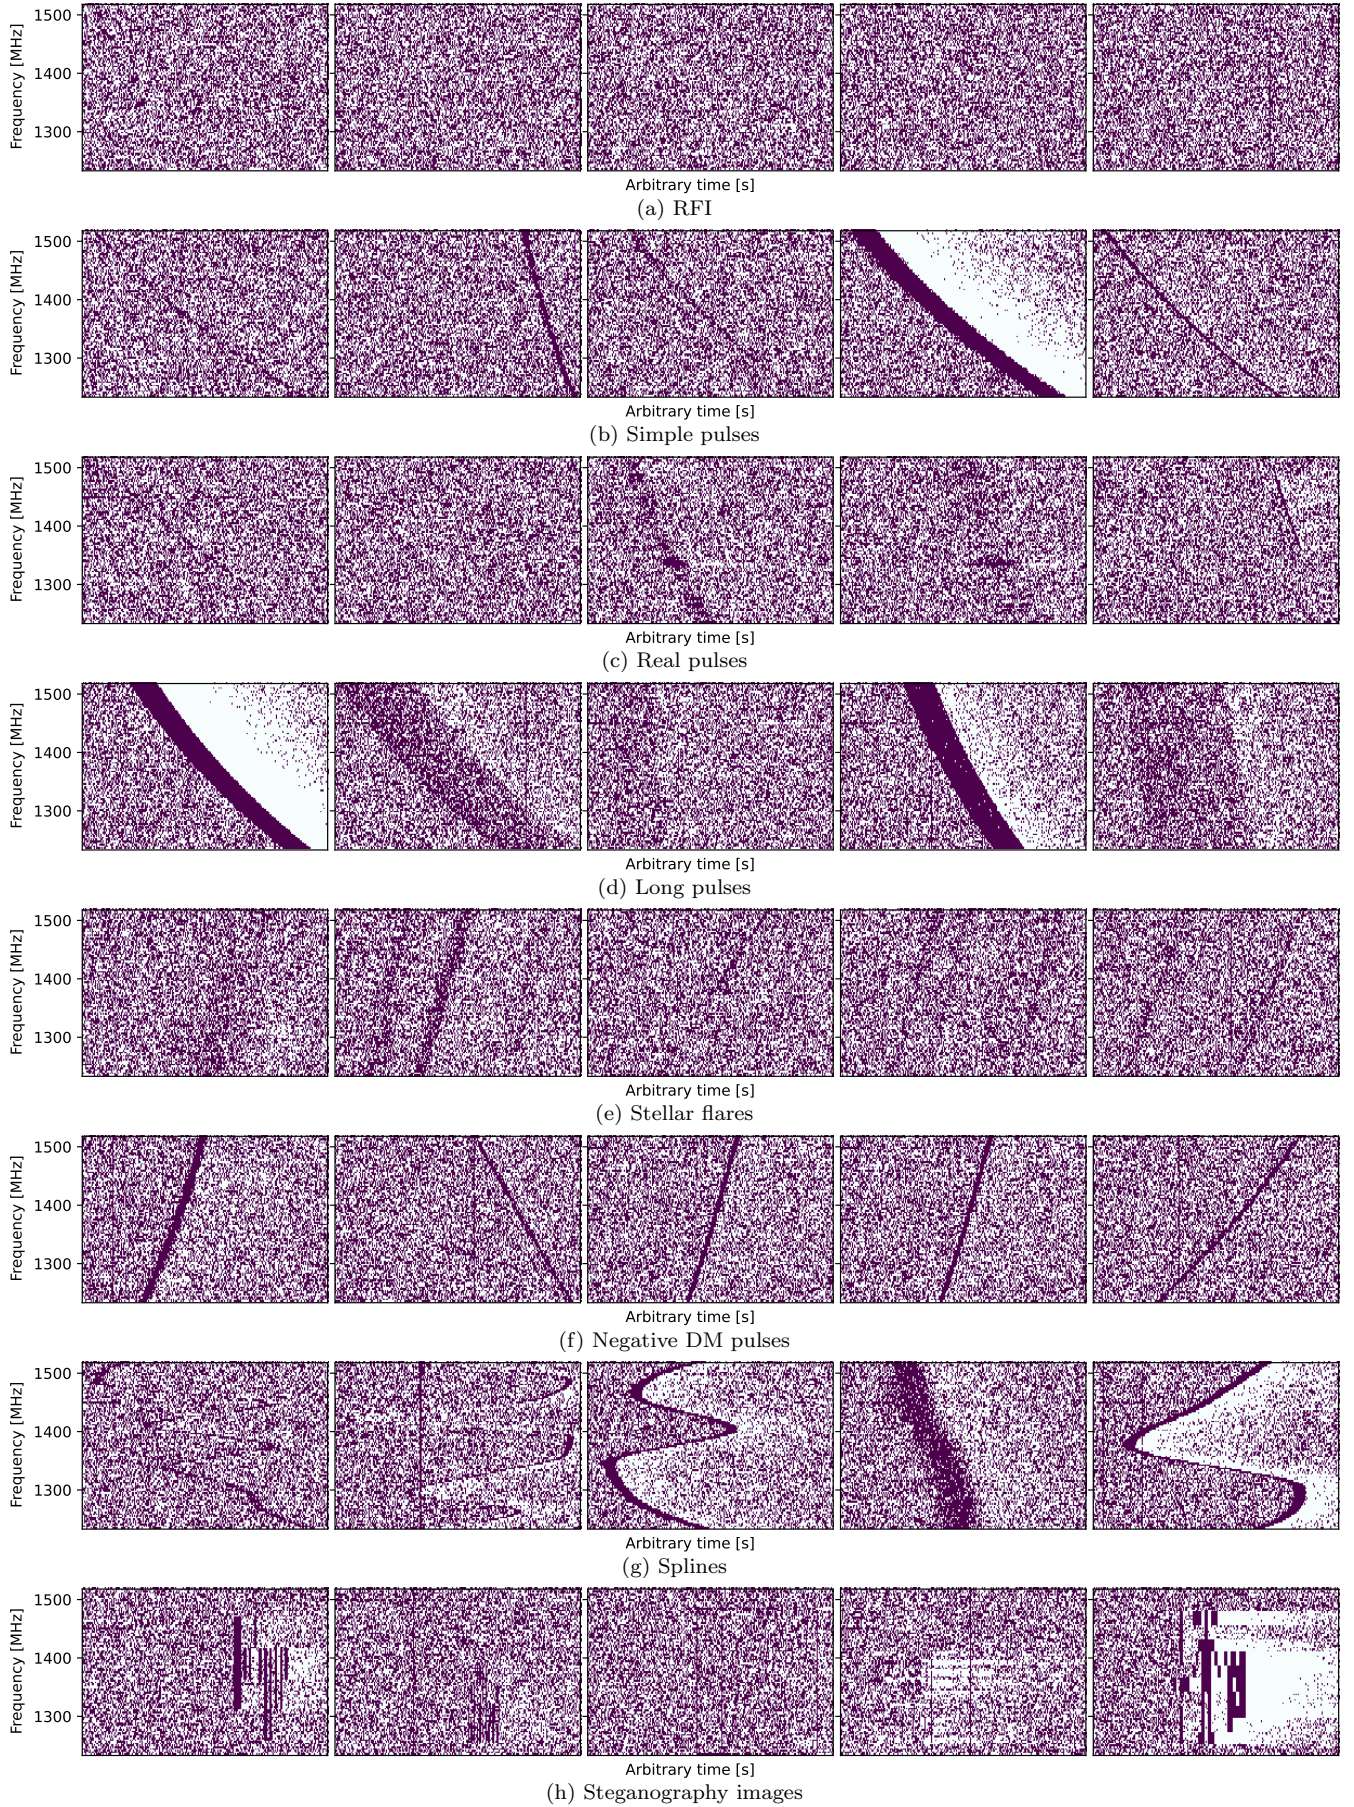 1500
1400
1300
Frequency [MHz]
Arbitrary time [s]
(a) RFI
1500
1400
1300
Frequency [MHz]
Arbitrary time [s]
(b) Simple pulses
1500
1400
1300
Frequency [MHz]
Arbitrary time [s]
(c) Real pulses
1500
1400
1300
Frequency [MHz]
Arbitrary time [s]
(d) Long pulses
1500
1400
1300
Frequency [MHz]
Arbitrary time [s]
(e) Stellar flares
1500
1400
1300
Frequency [MHz]
Arbitrary time [s]
(f) Negative DM pulses
1500
1400
1300
Frequency [MHz]
Arbitrary time [s]
(g) Splines
1500
1400
1300
Frequency [MHz]
Arbitrary time [s]
(h) Steganography images